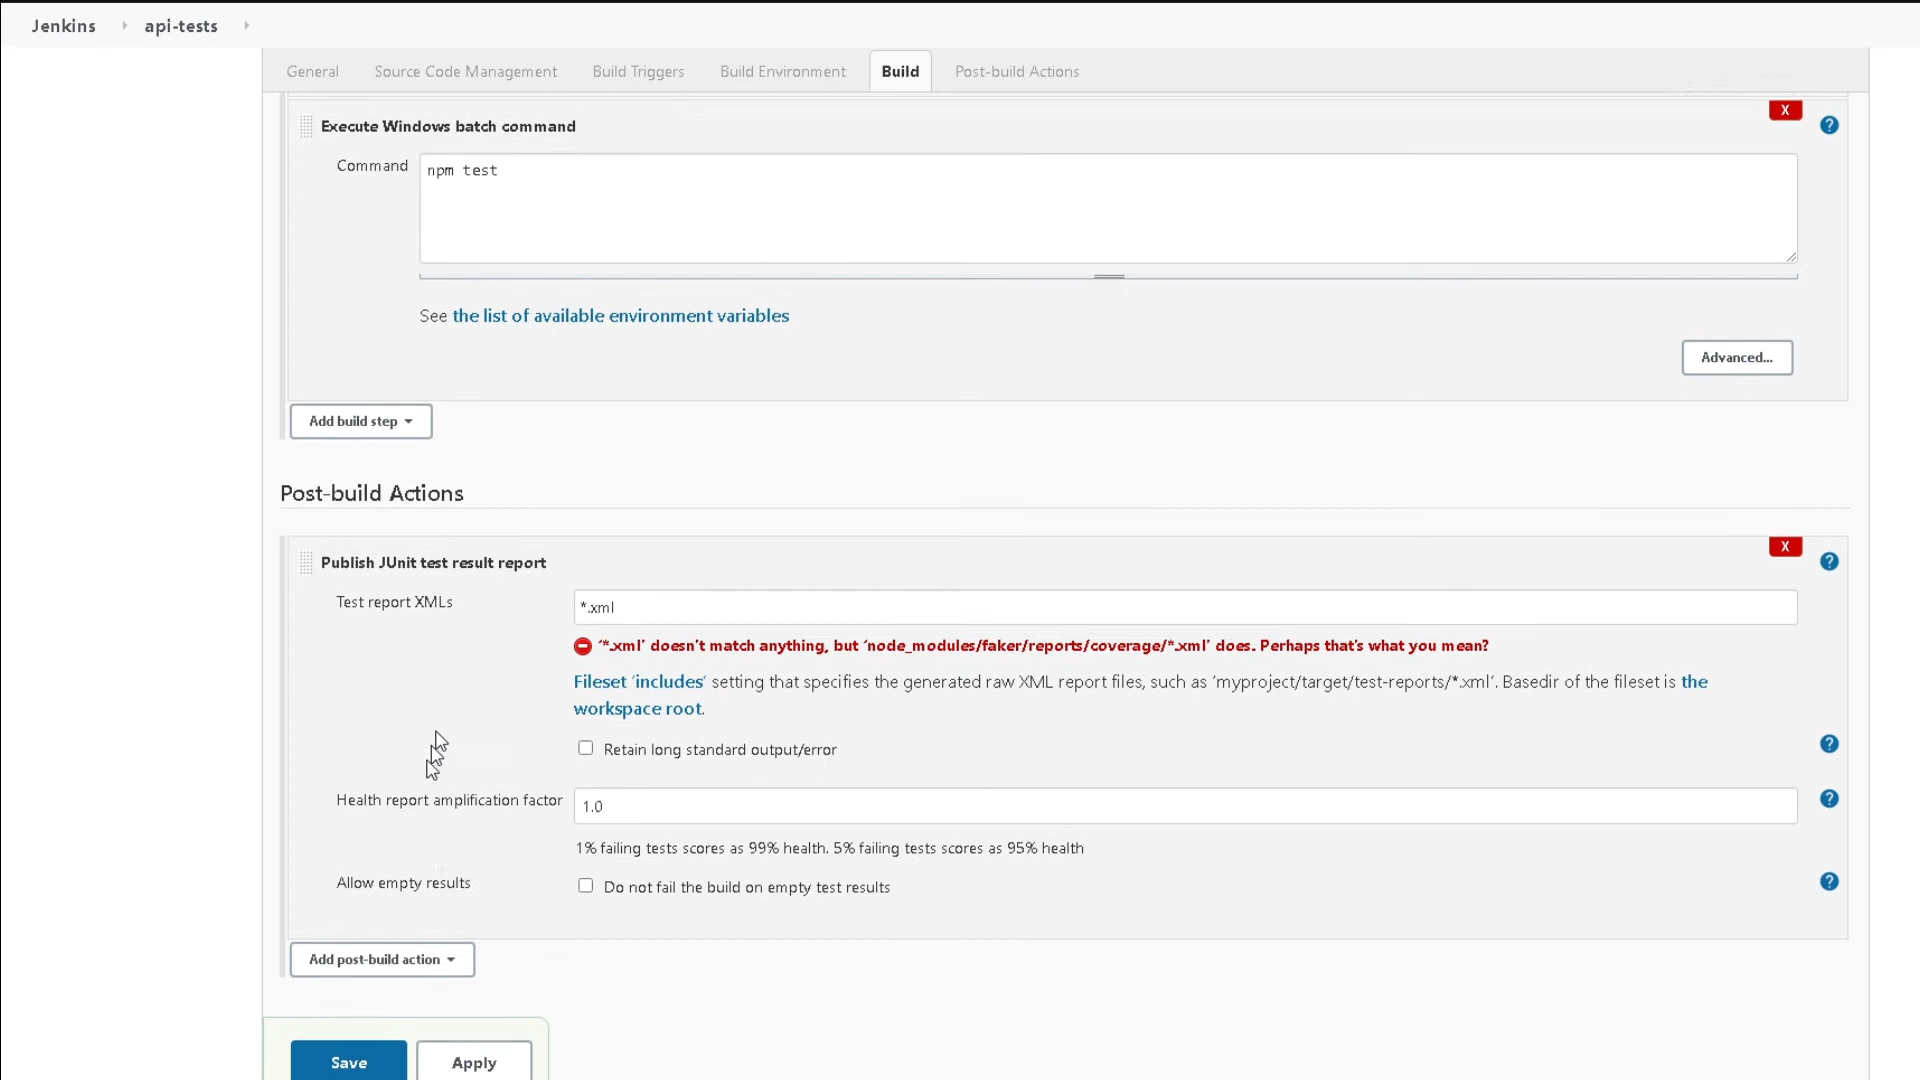 Jenkins
api-tests
General
Source Code Management
Build Triggers
Build Environment
Build
Post-build Actions
X
Execute Windows batch command
?
Command
npm test
See the list of available environment variables
Advanced...
Add build step
Post-build Actions
X
Publish JUnit test result report
?
Test report XMLs
*.xml
'*.xml' doesn't match anything, but 'node_modules/faker/reports/coverage/*.xml' does. Perhaps that's what you mean?
Fileset 'includes' setting that specifies the generated raw XML report files, such as 'myproject/target/test-reports/*.xml'. Basedir of the fileset is the
workspace root.
Retain long standard output/error
?
Health report amplification factor
1.0
?
1% failing tests scores as 99% health. 5% failing tests scores as 95% health
Allow empty results
Do not fail the build on empty test results
?
Add post-build action
Save
Apply